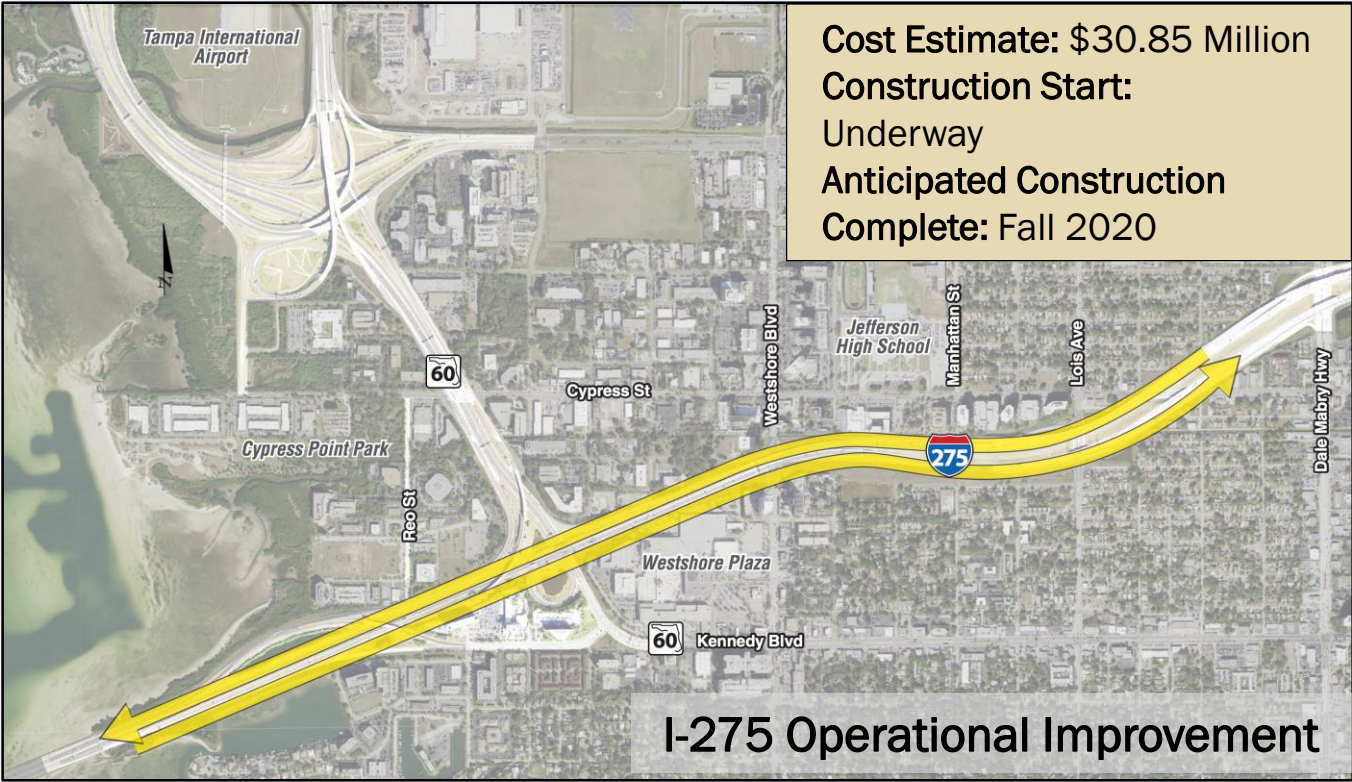 Tampa International
Airport
Cost Estimate: $30.85 Million
Construction Start:
Underway
Anticipated Construction
Complete: Fall 2020
N
60
Cypress St
Westshore Blvd
Jefferson
High School
Manhattan St
Lois Ave
Dale Mabry Hwy
Cypress Point Park
Reo St
275
Westshore Plaza
60
Kennedy Blvd
I-275 Operational Improvement